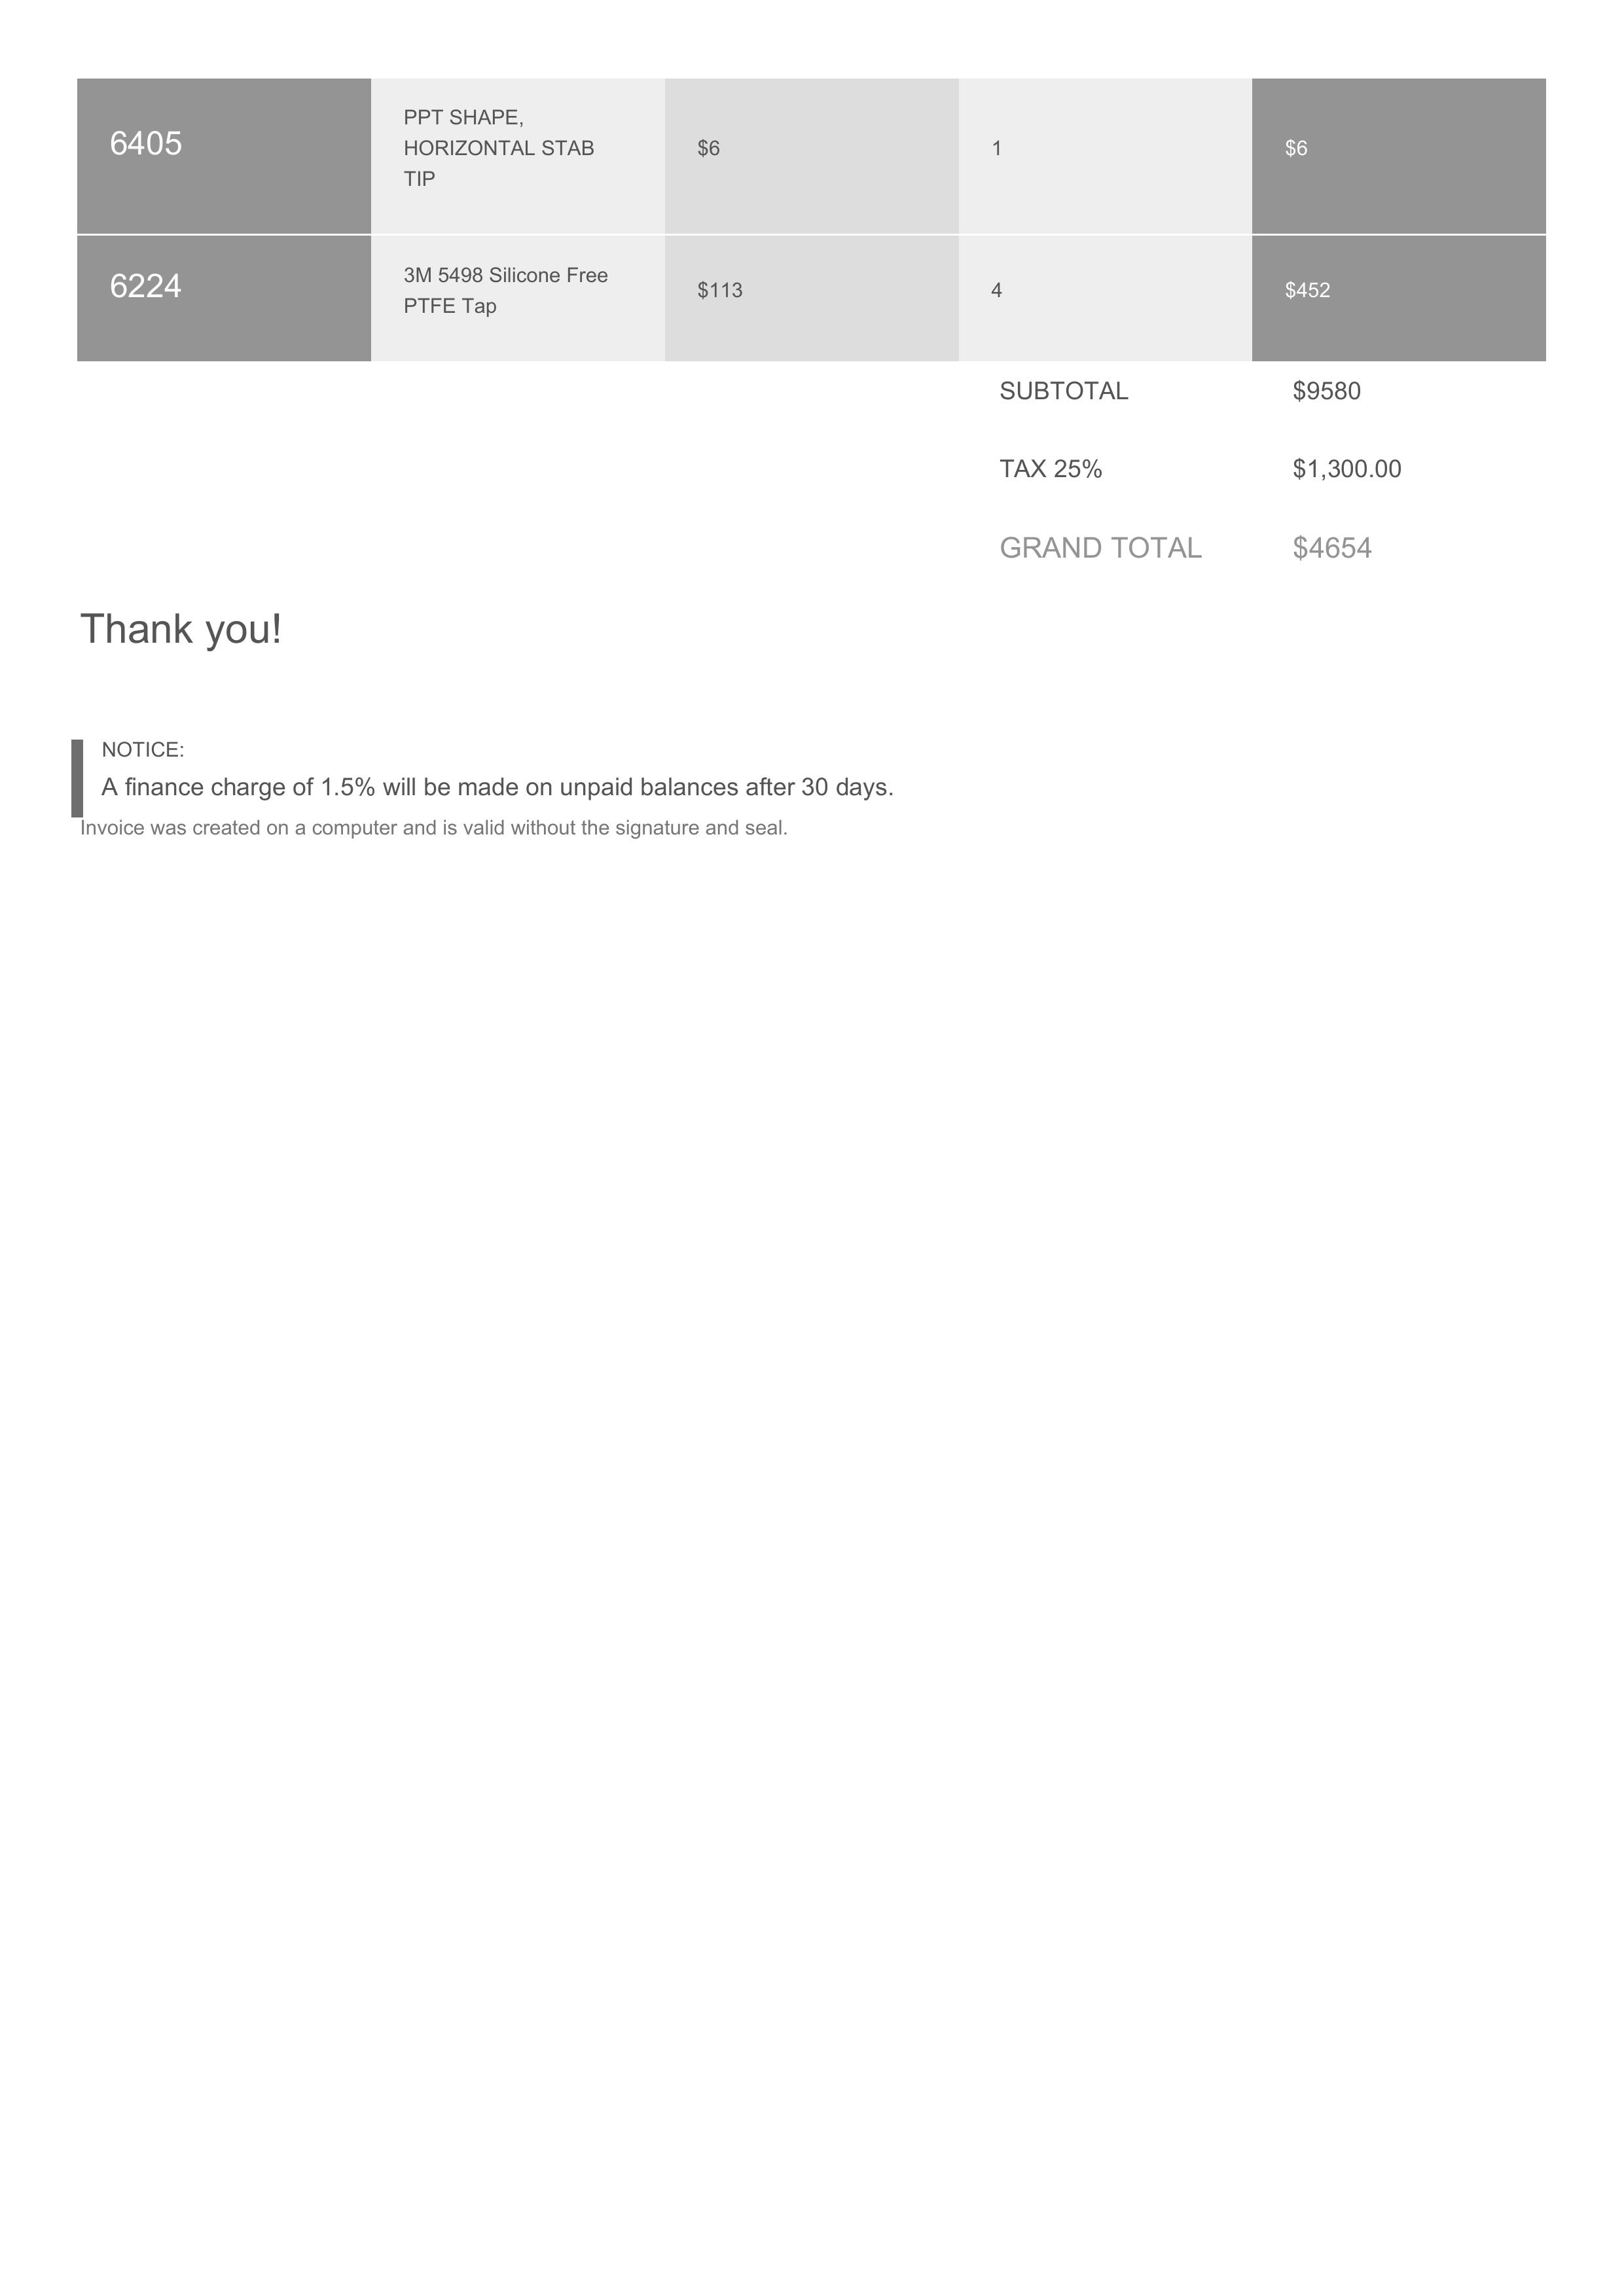 6405
PPT SHAPE,
HORIZONTAL STAB
TIP
$6
1
$6
6224
3M 5498 Silicone Free
PTFE Tap
$113
4
$452
SUBTOTAL
$9580
TAX 25%
$1,300.00
GRAND TOTAL
$4654
Thank you!
NOTICE:
A finance charge of 1.5% will be made on unpaid balances after 30 days.
Invoice was created on a computer and is valid without the signature and seal.